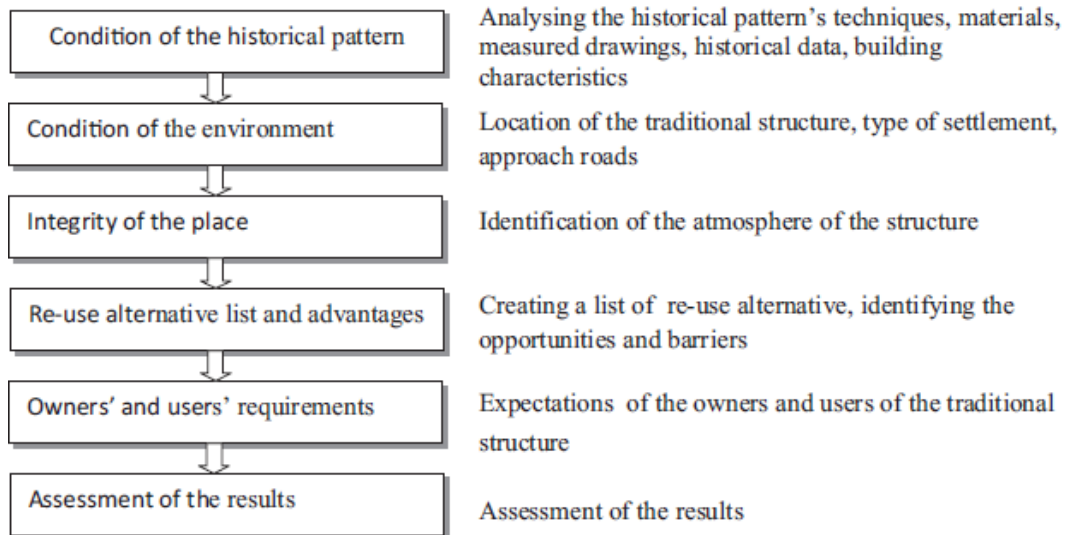 Condition of the historical pattern
Analysing the historical pattern's techniques, materials,
measured drawings, historical data, building
characteristics
Condition of the environment
Location of the traditional structure, type of settlement,
approach roads
Integrity of the place
Identification of the atmosphere of the structure
Re-use alternative list and advantages
Creating a list of re-use alternative, identifying the
opportunities and barriers
Owners' and users' requirements
Expectations of the owners and users of the traditional
structure
Assessment of the results
Assessment of the results